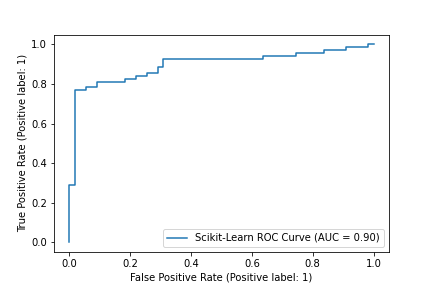 1.0
0.8
0.6
0.4
0.2
0.0
True Positive Rate (Positive label: 1)
Scikit-Learn ROC Curve (AUC = 0.90)
0.0 0.2 0.4 0.6 0.8 1.0
False Positive Rate (Positive label: 1)